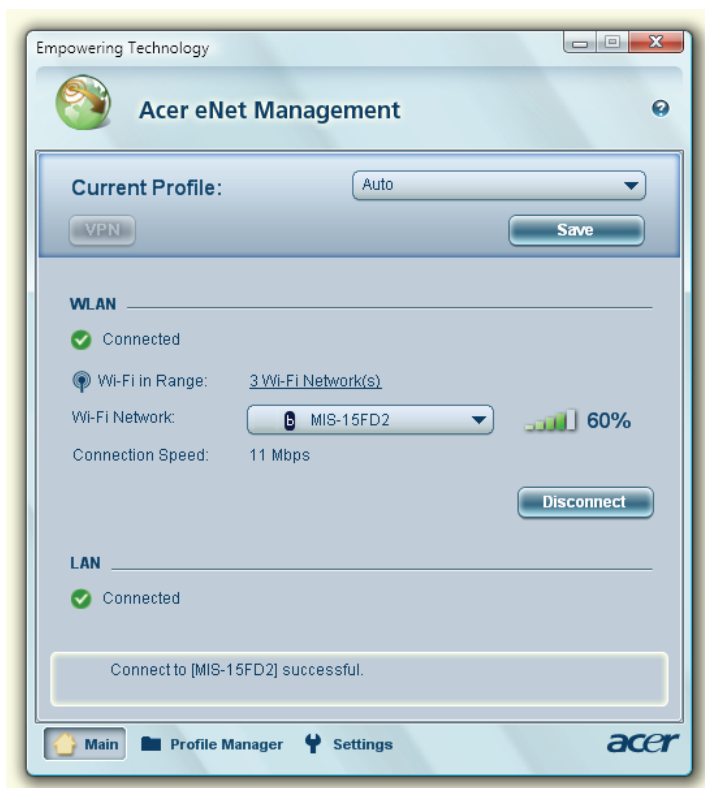 Empowering Technology
Acer eNet Management
Current Profile:
Auto
VPN
Save
WLAN
Connected
Wi-Fi in Range:
3 Wi-Fi Network(s)
Wi-Fi Network:
b MIS-15FD2
60%
Connection Speed:
11 Mbps
Disconnect
LAN
Connected
Connect to [MIS-15FD2] successful.
Main
Profile Manager
Settings
acer